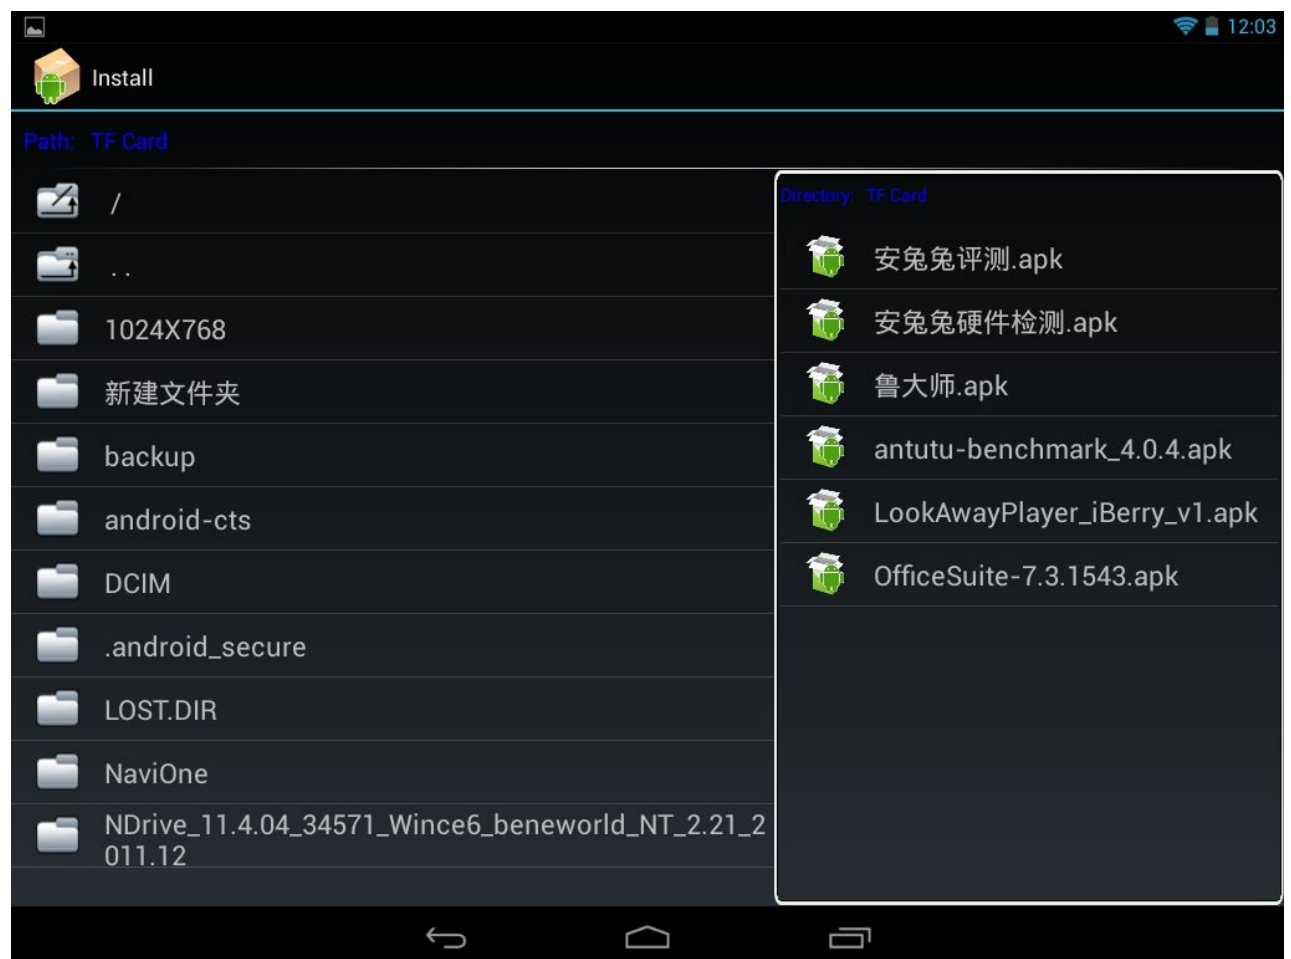 12:03
Install
Path: TF Card
/
..
1024X768
新建文件夹
backup
android-cts
DCIM
.android_secure
LOST.DIR
NaviOne
NDrive_11.4.04_34571_Wince6_beneworld_NT_2.21_2
011.12
Directory: TF Card
安兔兔评测.apk
安兔兔硬件检测.apk
鲁大师.apk
antutu-benchmark_4.0.4.apk
LookAwayPlayer_iBerry_v1.apk
OfficeSuite-7.3.1543.apk